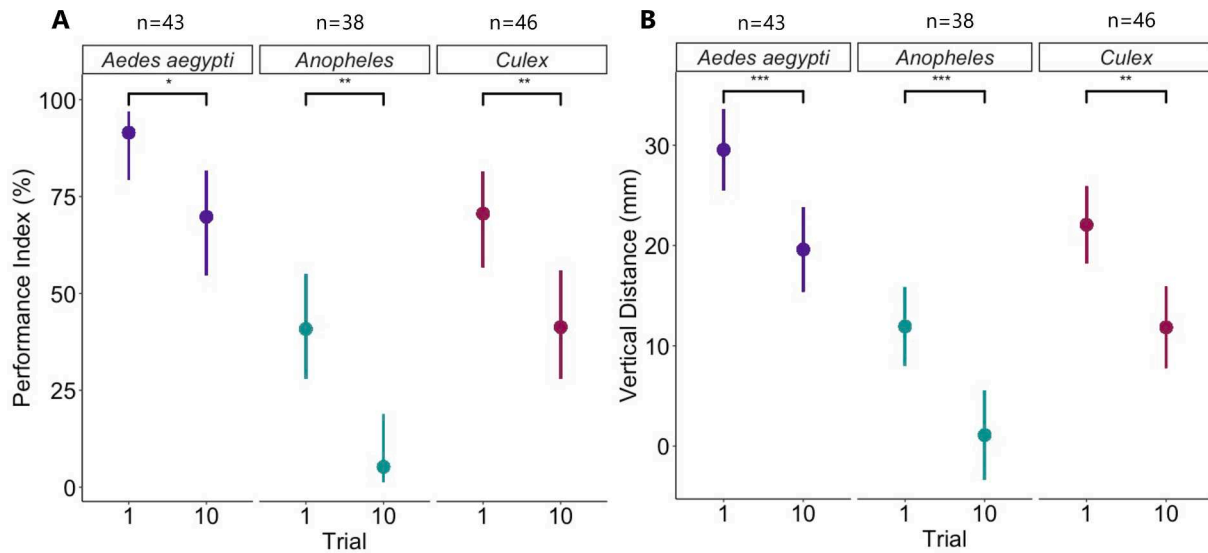 A
n=43
n=38
n=46
Aedes aegypti
Anopheles
Culex
*
**
**
100
75
50
25
0
Performance Index (%)
1
10
1
10
1
10
Trial
B
n=43
n=38
n=46
Aedes aegypti
Anopheles
Culex
***
***
**
30
20
10
0
Vertical Distance (mm)
1
10
1
10
1
10
Trial